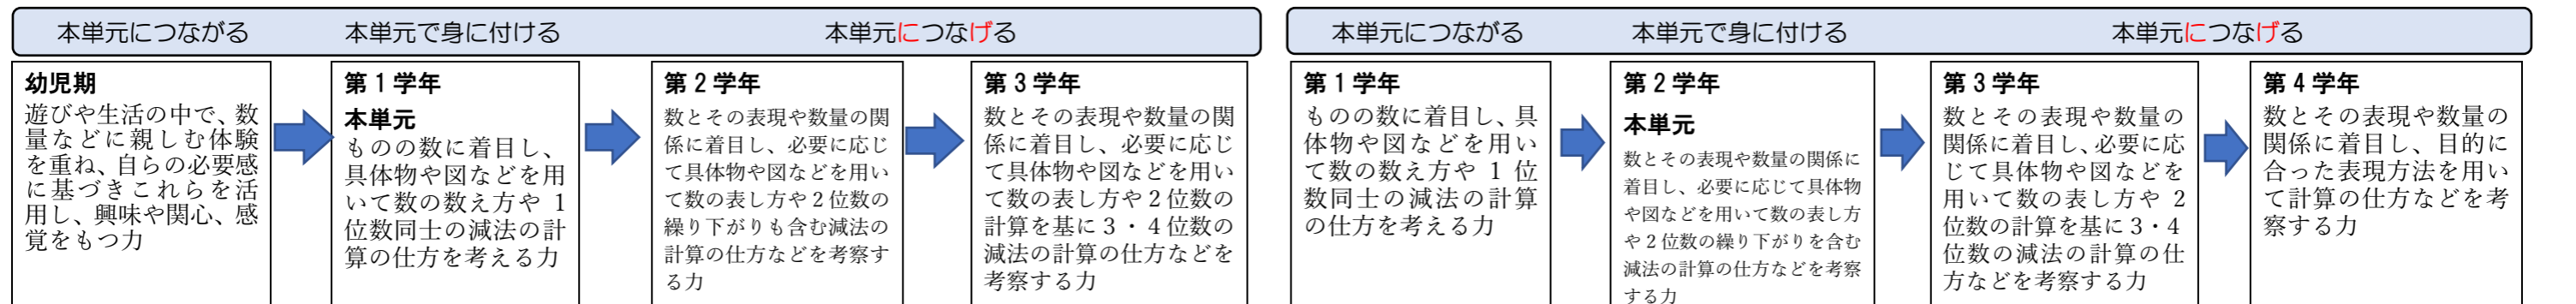 本単元につながる
本単元で身に付ける
本単元につなげる
幼児期
遊びや生活の中で、数
量などに親しむ体験
を重ね、自らの必要感
に基づきこれらを活
用し、興味や関心、感
覚をもつ力
第1学年
本単元
ものの数に着目し、
具体物や図などを用
いて数の数え方や 1
位数同士の減法の計
算の仕方を考える力
第2学年
数とその表現や数量の関
係に着目し、必要に応じ
て具体物や図などを用い
て数の表し方や2位数の
繰り下がりも含む減法の
計算の仕方などを考察す
る力
第3学年
数とその表現や数量の関
係に着目し、必要に応じ
て具体物や図などを用い
て数の表し方や2位数の
計算を基に3・4位数の
減法の計算の仕方などを
考察する力
本単元につながる
本単元で身に付ける
本単元につなげる
第1学年
ものの数に着目し、具
体物や図などを用い
て数の数え方や 1 位
数同士の減法の計算
の仕方を考える力
第2学年
本単元
数とその表現や数量の関係に
着目し、必要に応じて具体物
や図などを用いて数の表し方
や2位数の繰り下がりを含む
減法の計算の仕方などを考察
する力
第3学年
数とその表現や数量の
関係に着目し、必要に応
じて具体物や図などを
用いて数の表し方や 2
位数の計算を基に3・4
位数の減法の計算の仕
方などを考察する力
第4学年
数とその表現や数量の
関係に着目し、目的に
合った表現方法を用い
て計算の仕方などを考
察する力